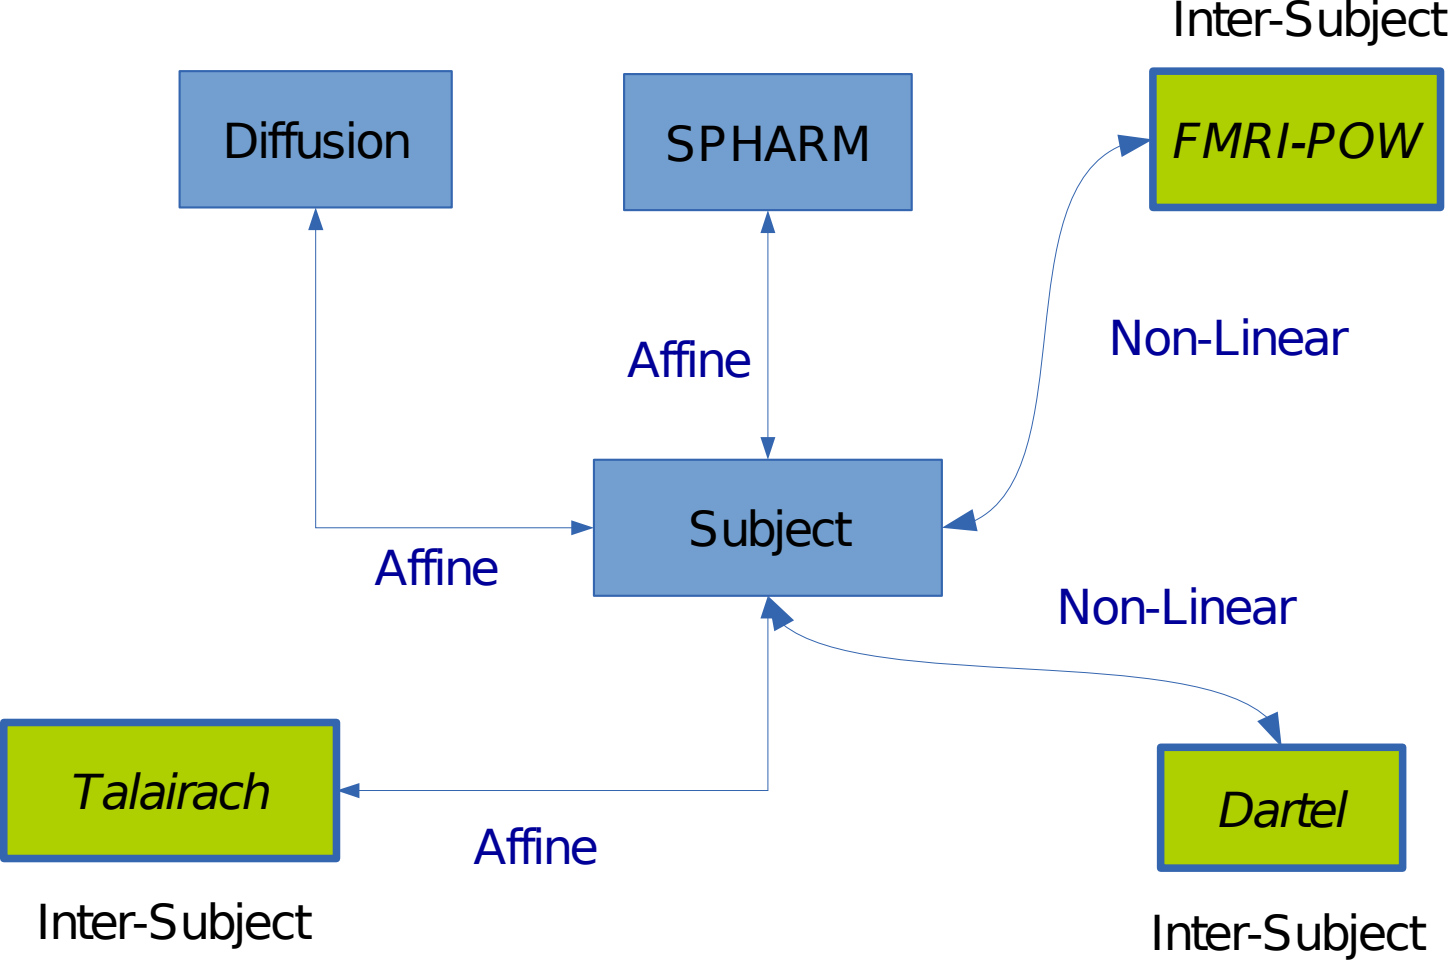 Inter-Subject
Diffusion
SPHARM
FMRI-POW
Non-Linear
Affine
Subject
Affine
Non-Linear
Talairach
Dartel
Affine
Inter-Subject
Inter-Subject